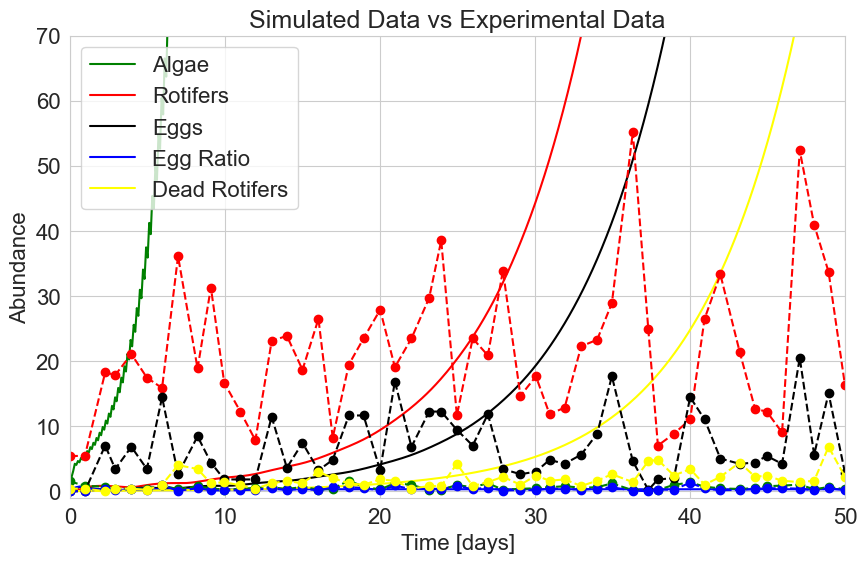 Simulated Data vs Experimental Data
70
60
50
40
30
20
10
0
Abundance
Algae
Rotifers
Eggs
Egg Ratio
Dead Rotifers
0 10 20 30 40 50
Time [days]